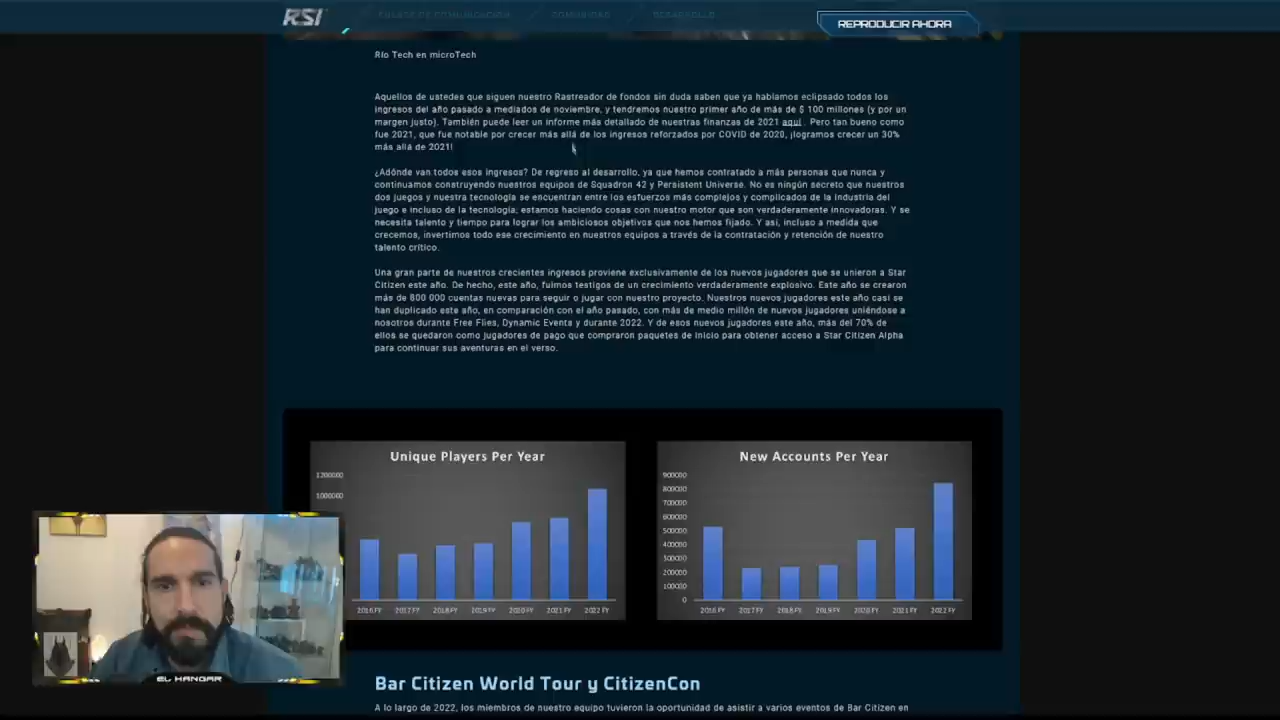 RSI
ENLACE DE COMUNICACIÓN / COMUNIDAD / DESARROLLO
REPRODUCIR AHORA
Río Tech en microTech
Aquellos de ustedes que siguen nuestro Rastreador de fondos sin duda saben que ya habíamos eclipsado todos los
ingresos del año pasado a mediados de noviembre, y tendremos nuestro primer año de más de $ 100 millones (y por un
margen justo). También puede leer un informe más detallado de nuestras finanzas de 2021 aquí . Pero tan bueno como
fue 2021, que fue notable por crecer más allá de los ingresos reforzados por COVID de 2020, ¡logramos crecer un 30%
más allá de 2021!
¿Adónde van todos esos ingresos? De regreso al desarrollo, ya que hemos contratado a más personas que nunca y
continuamos construyendo nuestros equipos de Squadron 42 y Persistent Universe. No es ningún secreto que nuestros
dos juegos y nuestra tecnología se encuentran entre los esfuerzos más complejos y complicados de la industria del
juego e incluso de la tecnología; estamos haciendo cosas con nuestro motor que son verdaderamente innovadoras. Y se
necesita talento y tiempo para lograr los ambiciosos objetivos que nos hemos fijado. Y así, incluso a medida que
crecemos, invertimos todo ese crecimiento en nuestros equipos a través de la contratación y retención de nuestro
talento crítico.
Una gran parte de nuestros crecientes ingresos proviene exclusivamente de los nuevos jugadores que se unieron a Star
Citizen este año. De hecho, este año, fuimos testigos de un crecimiento verdaderamente explosivo. Este año se crearon
más de 800 000 cuentas nuevas para seguir o jugar con nuestro proyecto. Nuestros nuevos jugadores este año casi se
han duplicado este año, en comparación con el año pasado, con más de medio millón de nuevos jugadores uniéndose a
nosotros durante Free Flies, Dynamic Events y durante 2022. Y de esos nuevos jugadores este año, más del 70% de
ellos se quedaron como jugadores de pago que compraron paquetes de inicio para obtener acceso a Star Citizen Alpha
para continuar sus aventuras en el verso.
Unique Players Per Year
1200000
1000000
2016 FY 2017 FY 2018 FY 2019 FY 2020 FY 2021 FY 2022 FY
New Accounts Per Year
900000
800000
700000
600000
500000
400000
300000
200000
100000
0
2016 FY 2017 FY 2018 FY 2019 FY 2020 FY 2021 FY 2022 FY
EL HANGAR
Bar Citizen World Tour y CitizenCon
A lo largo de 2022, los miembros de nuestro equipo tuvieron la oportunidad de asistir a varios eventos de Bar Citizen en